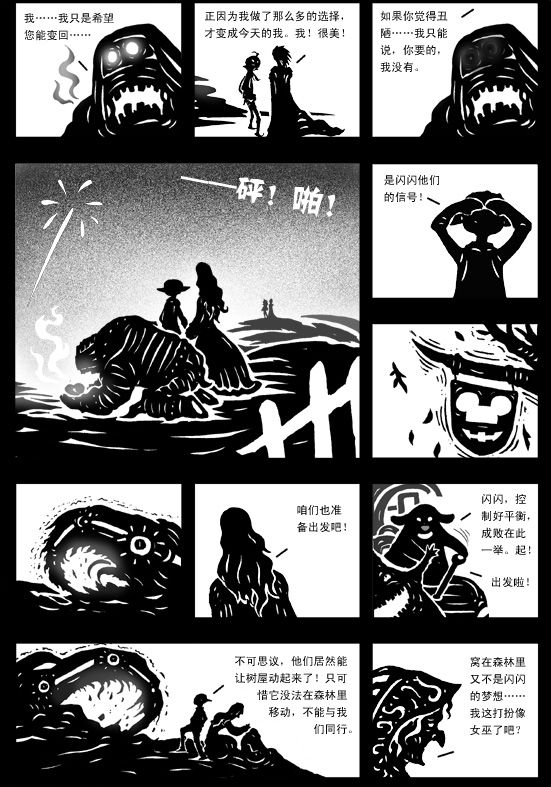 我……我只是希望
您能变回……
正因为我做了那么多的选择，
才变成今天的我。我！很美！
如果你觉得丑
陋……我只能
说，你要的，
我没有。
砰！啪！
是闪闪他们
的信号！
咱们也准
备出发吧！
闪闪，控
制好平衡，
成败在此
一举。起！
出发啦！
不可思议，他们居然能
让树屋动起来了！只可
惜它没法在森林里
移动，不能与我
们同行。
窝在森林里
又不是闪闪
的梦想……
我这打扮像
女巫了吧？